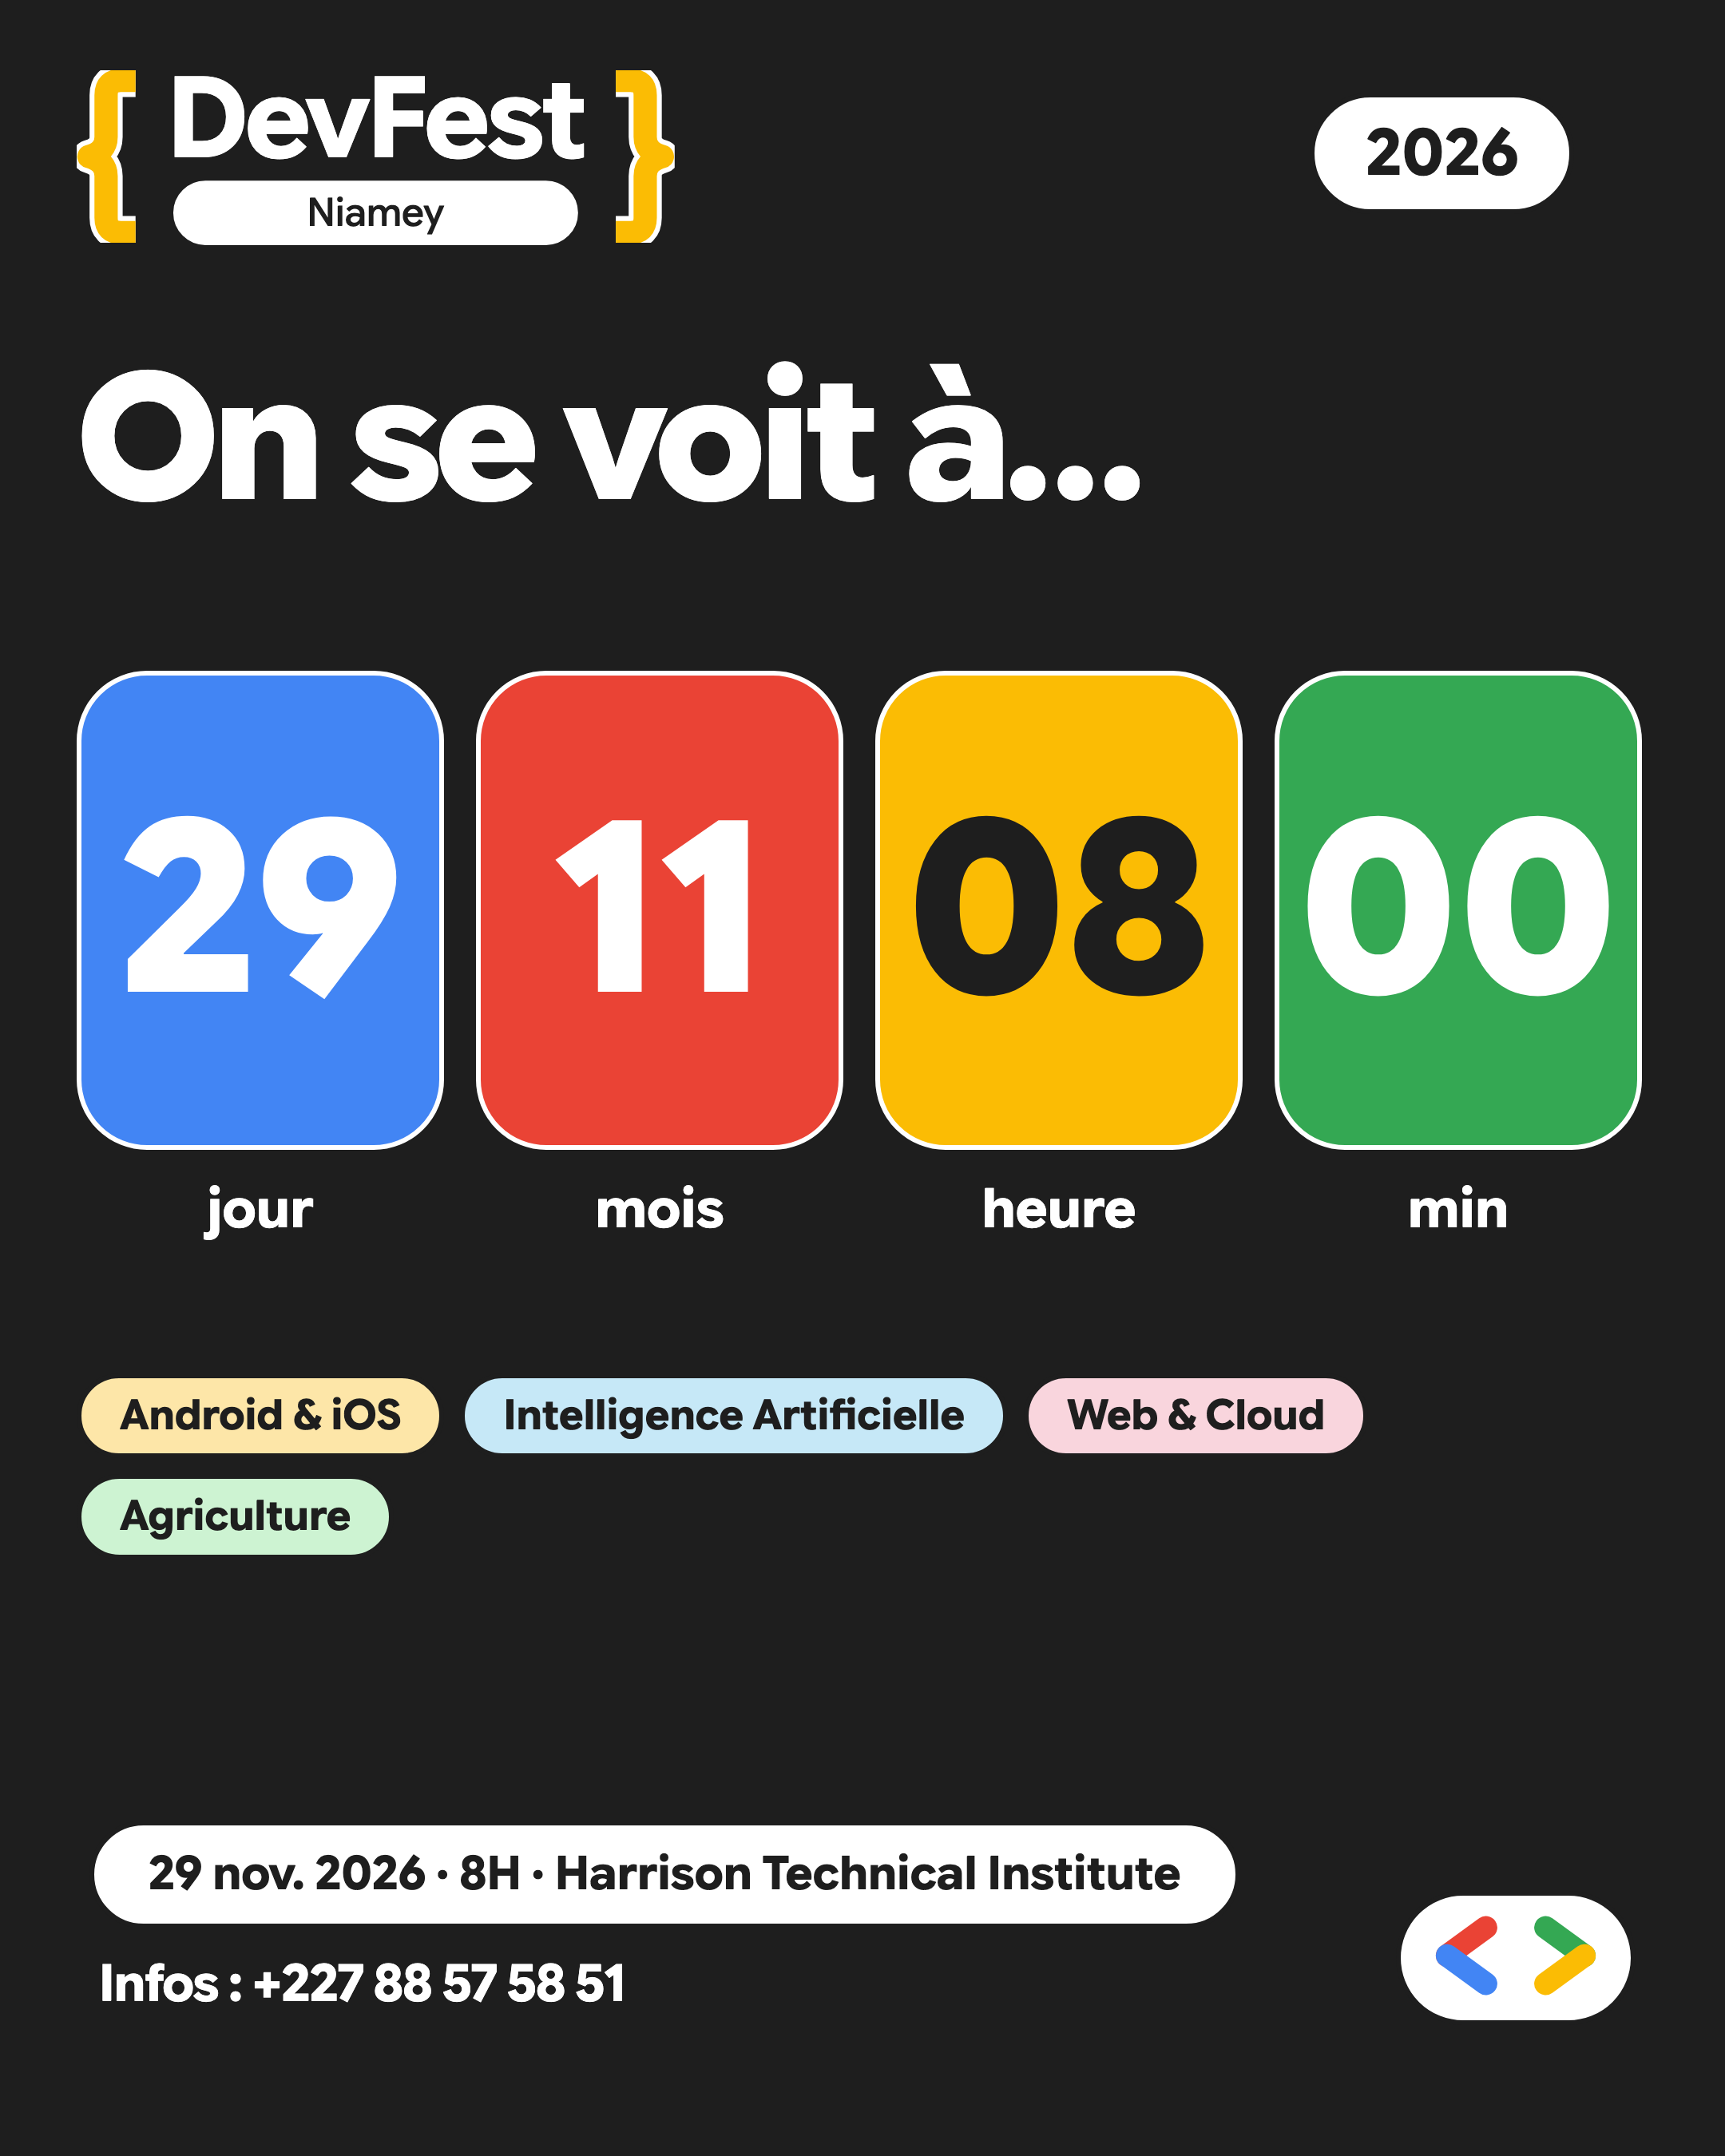 DevFest
Niamey
2026
On se voit à...
29 11 08 00
jour mois heure min
Android & iOS Intelligence Artificielle Web & Cloud
Agriculture
29 nov. 2026 · 8H · Harrison Technical Institute
Infos : +227 88 57 58 51